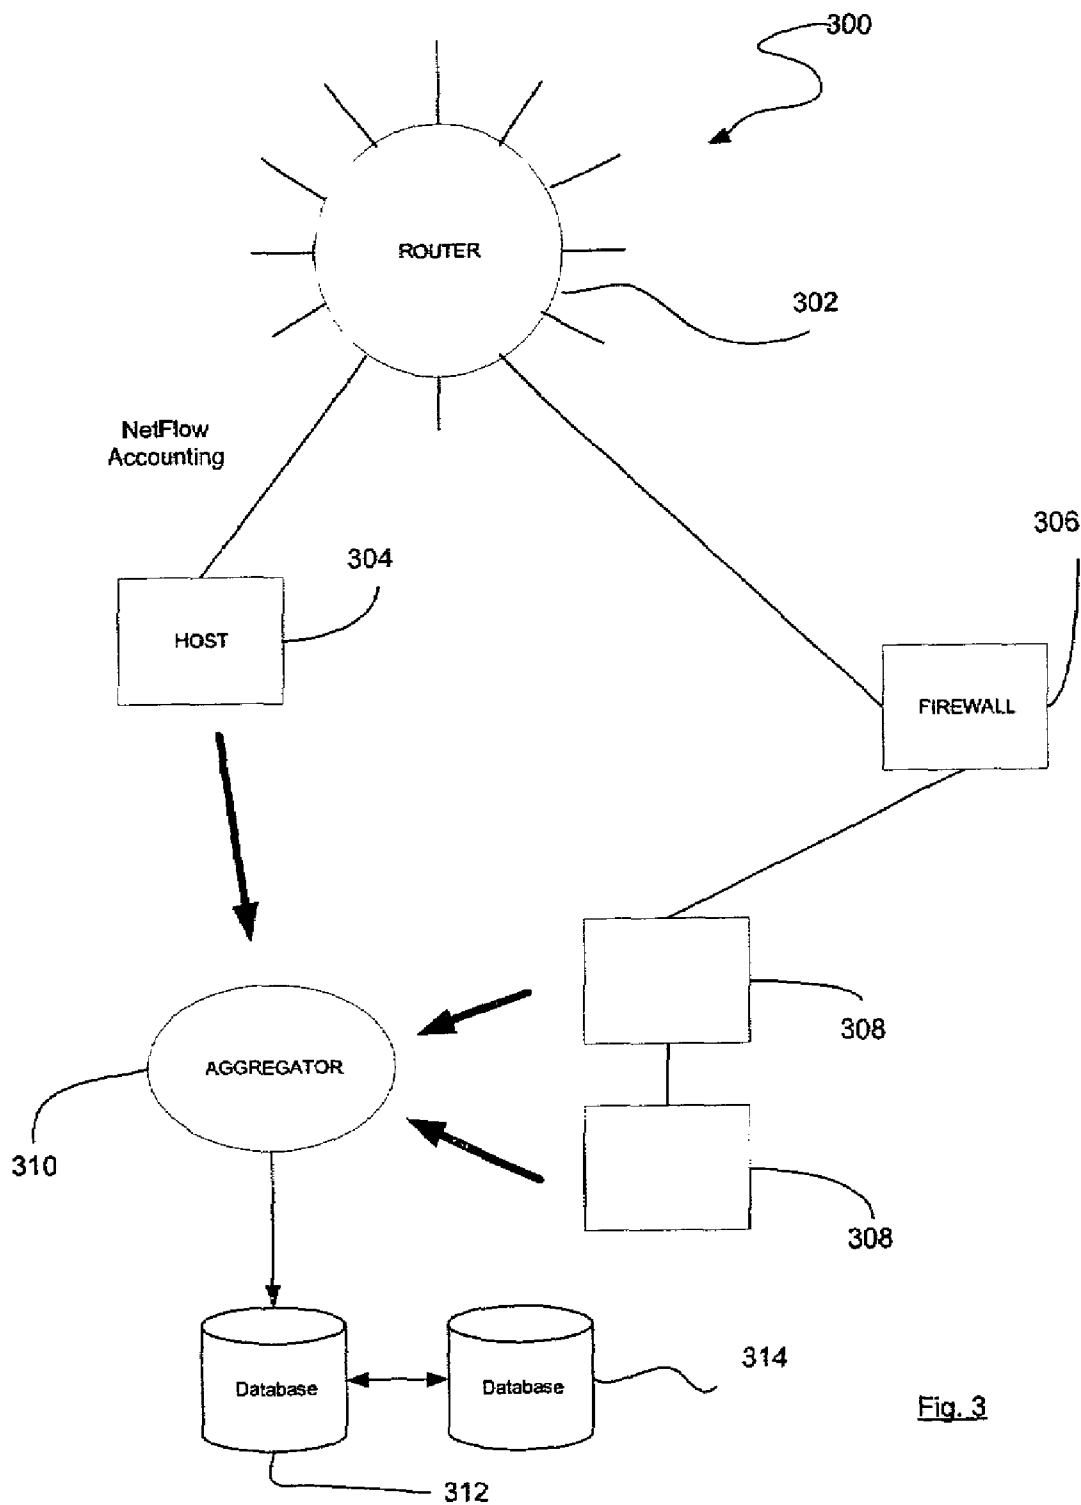 300
ROUTER
302
NetFlow
Accounting
306
304
HOST
FIREWALL
308
AGGREGATOR
310
308
314
Database
Database
Fig. 3
312